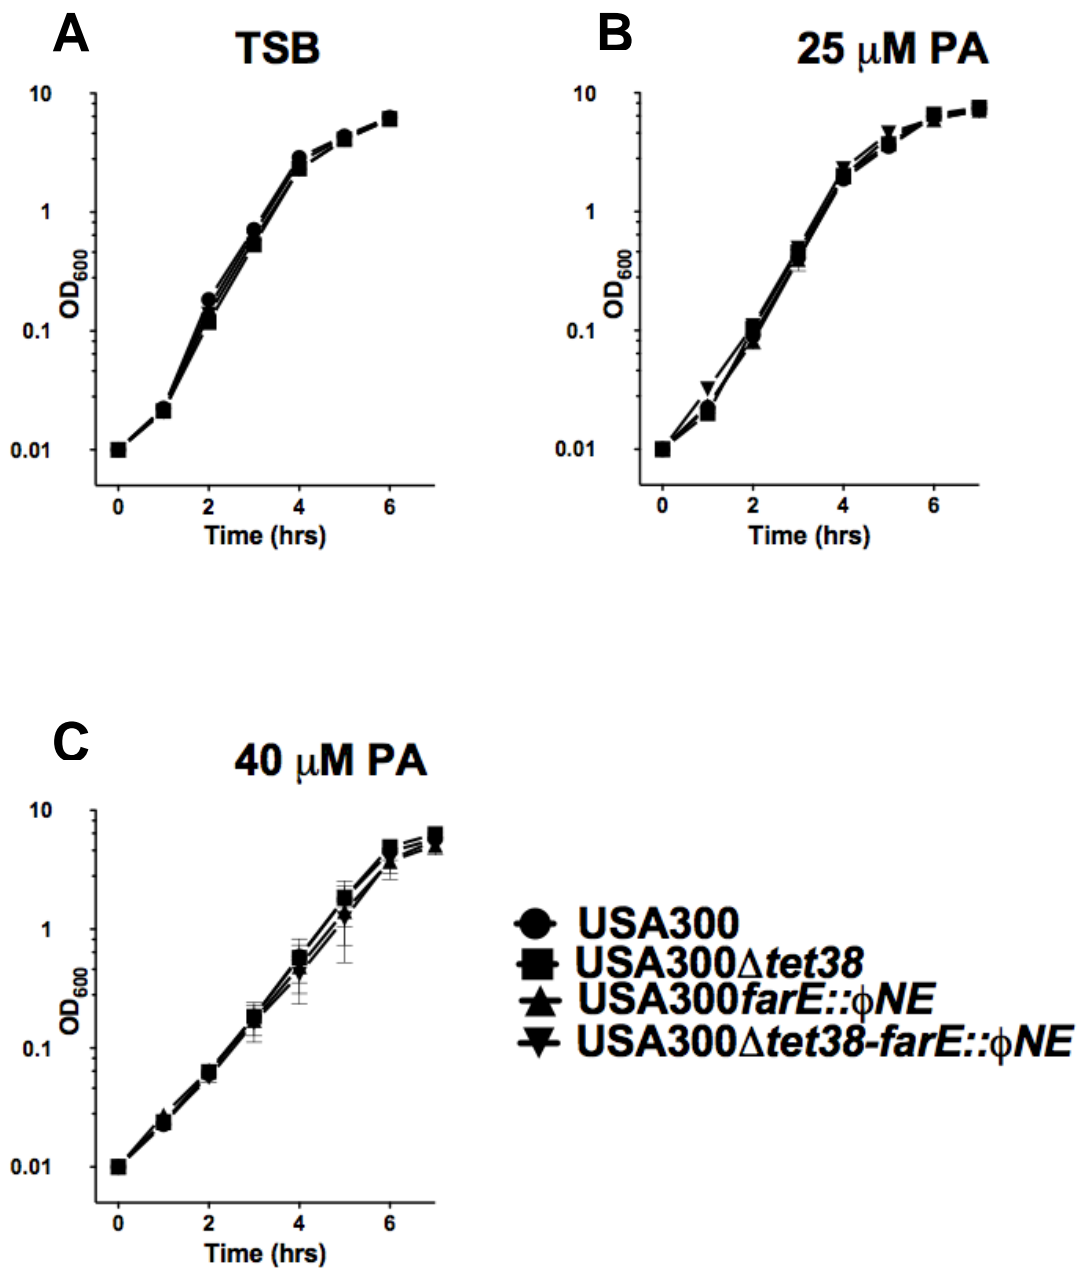 A
TSB
10
1
0.1
0.01
OD600
0 2 4 6
Time (hrs)
B
25 μM PA
10
1
0.1
0.01
OD600
0 2 4 6
Time (hrs)
C
40 μM PA
10
1
0.1
0.01
OD600
0 2 4 6
Time (hrs)
USA300
USA300Δtet38
USA300farE::ϕNE
USA300Δtet38-farE::ϕNE